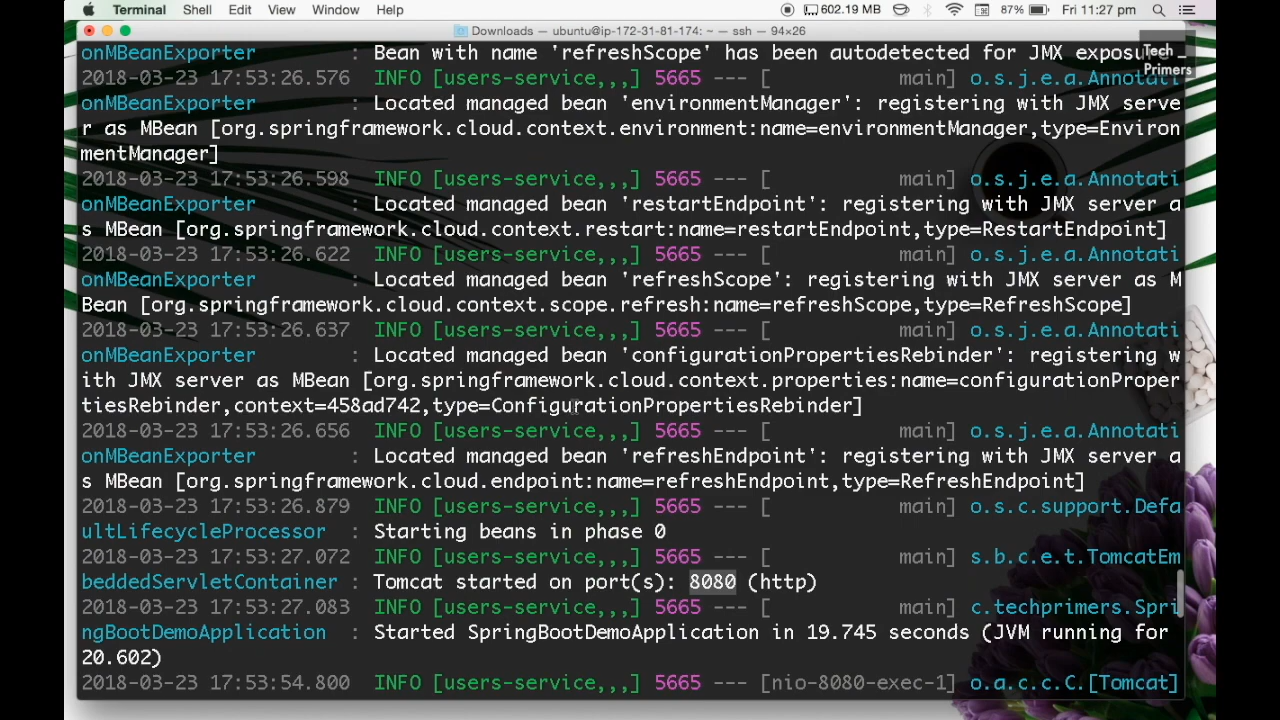 Terminal Shell Edit View Window Help 602.19 MB 87% Fri 11:27 pm
Downloads — ubuntu@ip-172-31-81-174: ~ — ssh — 94×26
Tech _
Primers
onMBeanExporter : Bean with name 'refreshScope' has been autodetected for JMX exposure
2018-03-23 17:53:26.576 INFO [users-service,,,] 5665 --- [ main] o.s.j.e.a.Annotati
onMBeanExporter : Located managed bean 'environmentManager': registering with JMX serve
r as MBean [org.springframework.cloud.context.environment:name=environmentManager,type=Environ
mentManager]
2018-03-23 17:53:26.598 INFO [users-service,,,] 5665 --- [ main] o.s.j.e.a.Annotati
onMBeanExporter : Located managed bean 'restartEndpoint': registering with JMX server a
s MBean [org.springframework.cloud.context.restart:name=restartEndpoint,type=RestartEndpoint]
2018-03-23 17:53:26.622 INFO [users-service,,,] 5665 --- [ main] o.s.j.e.a.Annotati
onMBeanExporter : Located managed bean 'refreshScope': registering with JMX server as M
Bean [org.springframework.cloud.context.scope.refresh:name=refreshScope,type=RefreshScope]
2018-03-23 17:53:26.637 INFO [users-service,,,] 5665 --- [ main] o.s.j.e.a.Annotati
onMBeanExporter : Located managed bean 'configurationPropertiesRebinder': registering w
ith JMX server as MBean [org.springframework.cloud.context.properties:name=configurationProper
tiesRebinder,context=458ad742,type=ConfigurationPropertiesRebinder]
2018-03-23 17:53:26.656 INFO [users-service,,,] 5665 --- [ main] o.s.j.e.a.Annotati
onMBeanExporter : Located managed bean 'refreshEndpoint': registering with JMX server a
s MBean [org.springframework.cloud.endpoint:name=refreshEndpoint,type=RefreshEndpoint]
2018-03-23 17:53:26.879 INFO [users-service,,,] 5665 --- [ main] o.s.c.support.Defa
ultLifecycleProcessor : Starting beans in phase 0
2018-03-23 17:53:27.072 INFO [users-service,,,] 5665 --- [ main] s.b.c.e.t.TomcatEm
beddedServletContainer : Tomcat started on port(s): 8080 (http)
2018-03-23 17:53:27.083 INFO [users-service,,,] 5665 --- [ main] c.techprimers.Spri
ngBootDemoApplication : Started SpringBootDemoApplication in 19.745 seconds (JVM running for
20.602)
2018-03-23 17:53:54.800 INFO [users-service,,,] 5665 --- [nio-8080-exec-1] o.a.c.c.C.[Tomcat]